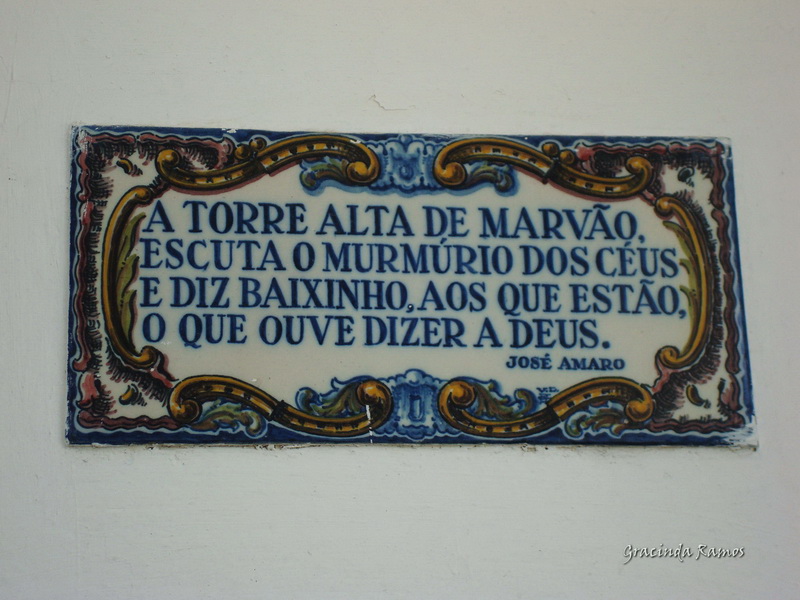 A TORRE ALTA DE MARVÃO,
ESCUTA O MURMÚRIO DOS CÉUS
E DIZ BAIXINHO, AOS QUE ESTÃO,
O QUE OUVE DIZER A DEUS.
JOSÉ AMARO
Gracinda Ramos